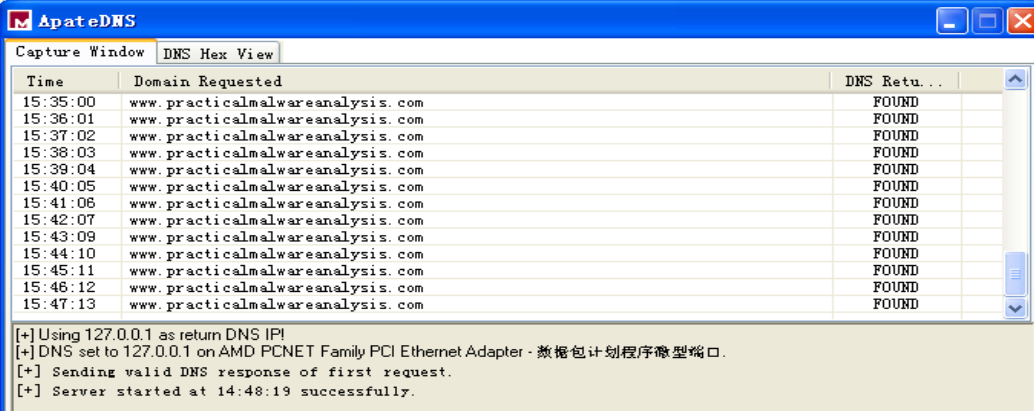 ApateDNS
Capture Window DNS Hex View
Time Domain Requested DNS Retu...
15:35:00 www.practicalmalwareanalysis.com FOUND
15:36:01 www.practicalmalwareanalysis.com FOUND
15:37:02 www.practicalmalwareanalysis.com FOUND
15:38:03 www.practicalmalwareanalysis.com FOUND
15:39:04 www.practicalmalwareanalysis.com FOUND
15:40:05 www.practicalmalwareanalysis.com FOUND
15:41:06 www.practicalmalwareanalysis.com FOUND
15:42:07 www.practicalmalwareanalysis.com FOUND
15:43:09 www.practicalmalwareanalysis.com FOUND
15:44:10 www.practicalmalwareanalysis.com FOUND
15:45:11 www.practicalmalwareanalysis.com FOUND
15:46:12 www.practicalmalwareanalysis.com FOUND
15:47:13 www.practicalmalwareanalysis.com FOUND
[+] Using 127.0.0.1 as return DNS IP!
[+] DNS set to 127.0.0.1 on AMD PCNET Family PCI Ethernet Adapter - 数据包计划程序微型端口.
[+] Sending valid DNS response of first request.
[+] Server started at 14:48:19 successfully.